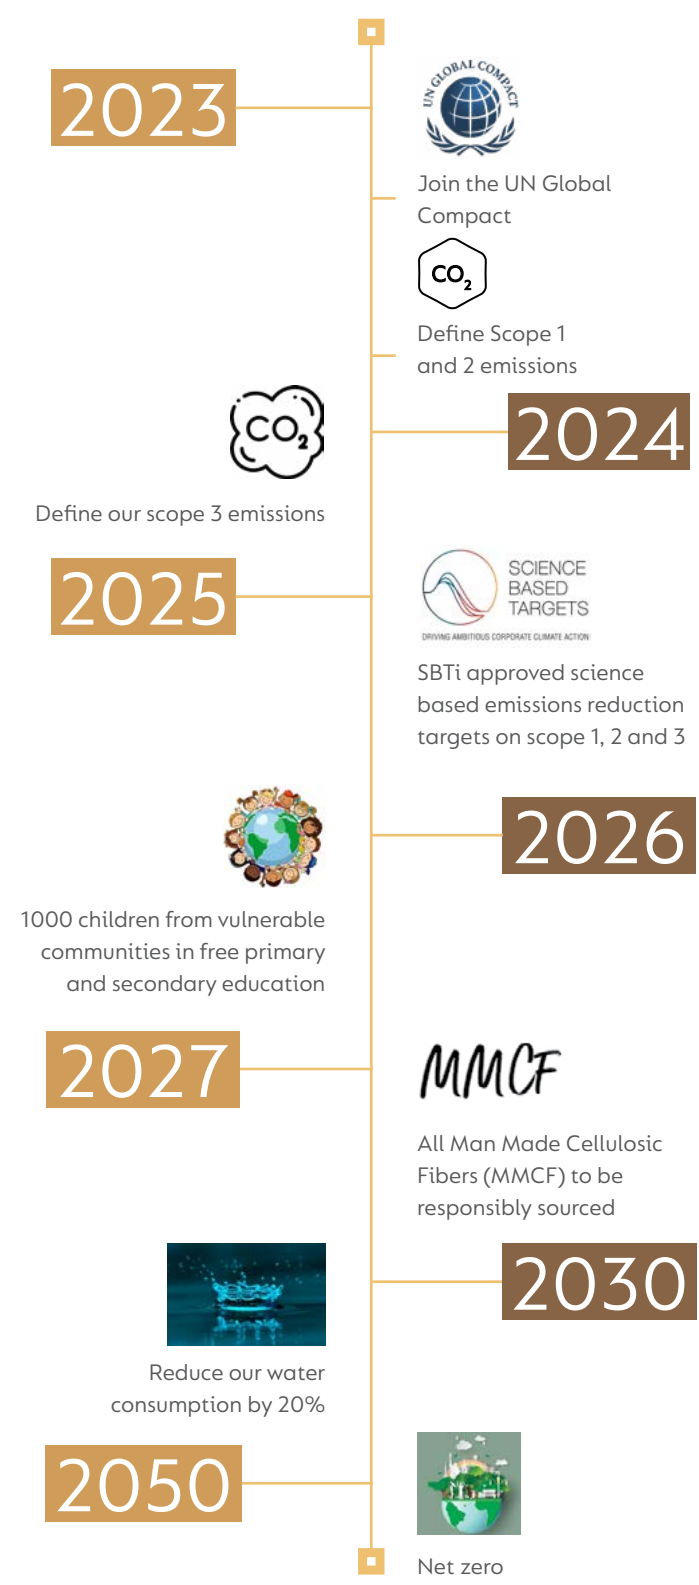 2023
UN GLOBAL COMPACT
Join the UN Global
Compact
CO2
Define Scope 1
and 2 emissions
2024
CO2
Define our scope 3 emissions
2025
SCIENCE
BASED
TARGETS
DRIVING AMBITIOUS CORPORATE CLIMATE ACTION
SBTi approved science
based emissions reduction
targets on scope 1, 2 and 3
2026
1000 children from vulnerable
communities in free primary
and secondary education
2027
MMCF
All Man Made Cellulosic
Fibers (MMCF) to be
responsibly sourced
2030
Reduce our water
consumption by 20%
2050
Net zero